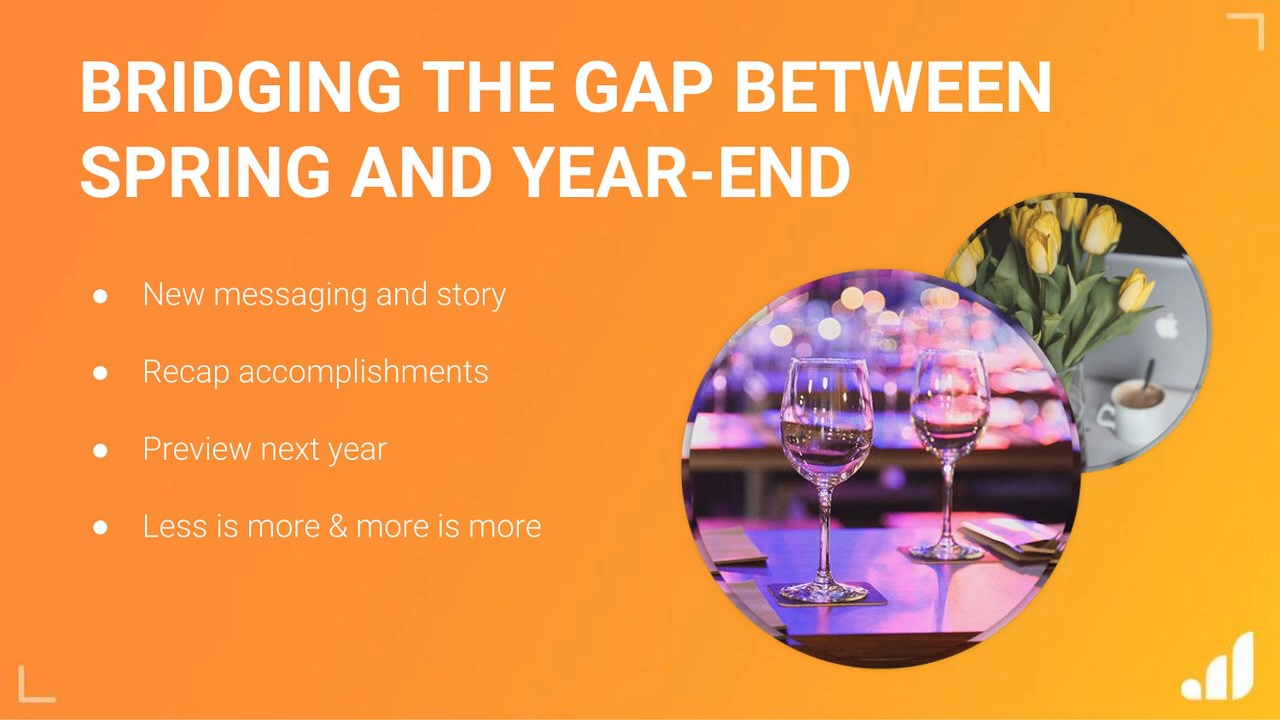 BRIDGING THE GAP BETWEEN
SPRING AND YEAR-END
● New messaging and story
● Recap accomplishments
● Preview next year
● Less is more & more is more